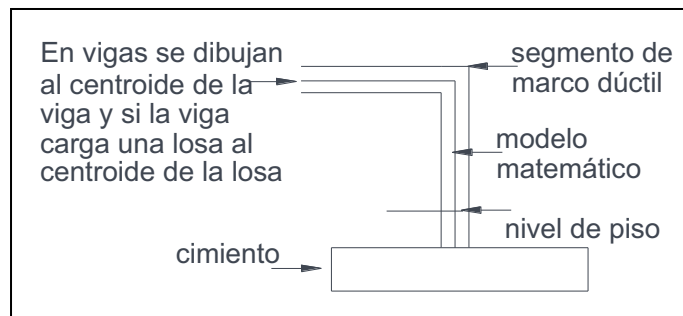 En vigas se dibujan
al centroide de la
viga y si la viga
carga una losa al
centroide de la losa
segmento de
marco dúctil
modelo
matemático
nivel de piso
cimiento